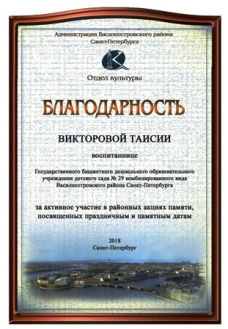 Администрация Василеостровского района
Санкт-Петербурга
Отдел культуры
БЛАГОДАРНОСТЬ
ВИКТОРОВОЙ ТАИСИИ
воспитаннице
Государственного бюджетного дошкольного образовательного
учреждения детского сада № 29 комбинированного вида
Василеостровского района Санкт-Петербурга
за активное участие в районных акциях памяти,
посвященных праздничным и памятным датам
2018
Санкт-Петербург